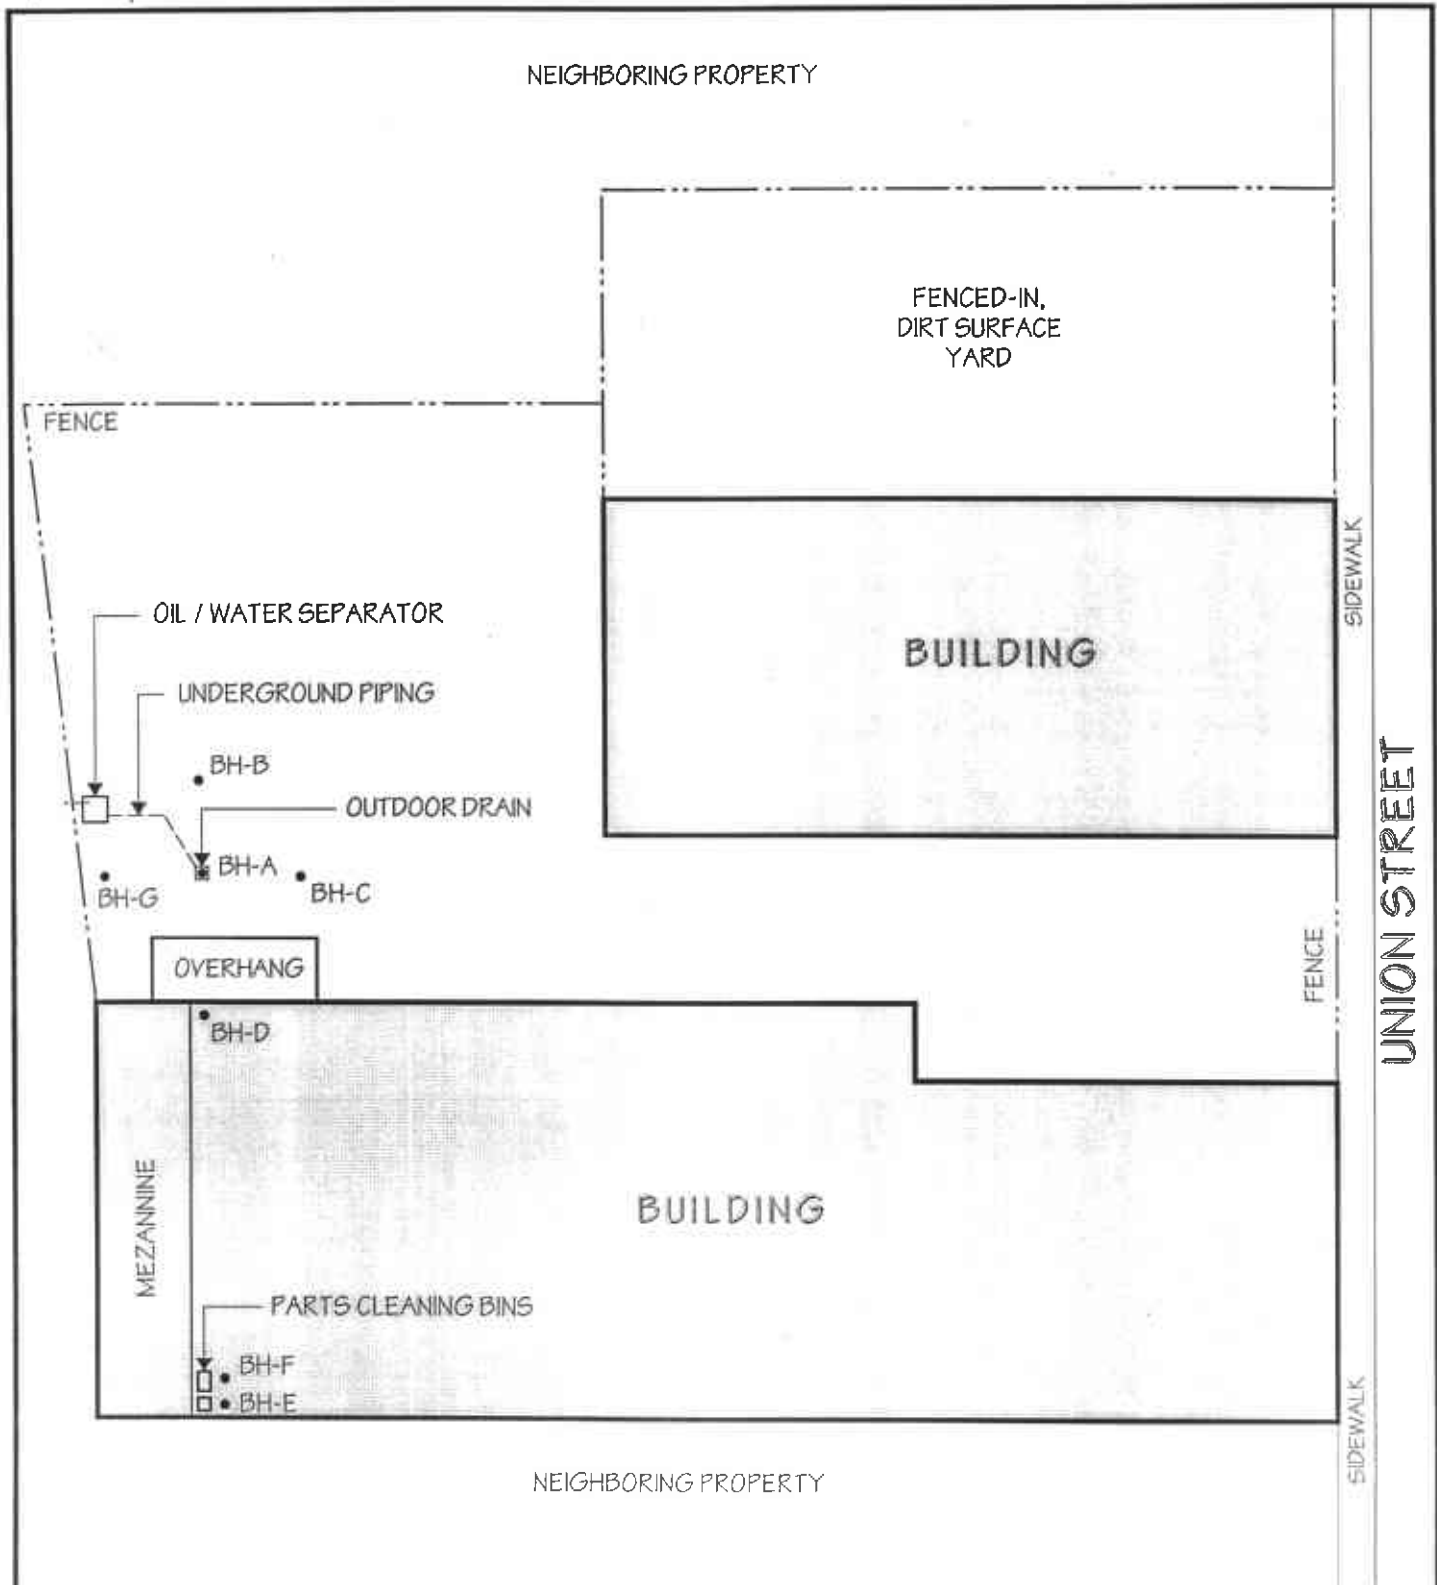 NEIGHBORING PROPERTY
FENCED-IN,
DIRT SURFACE
YARD
FENCE
SIDEWALK
OIL / WATER SEPARATOR
BUILDING
UNDERGROUND PIPING
BH-B
OUTDOOR DRAIN
UNION STREET
BH-A
BH-G
BH-C
OVERHANG
FENCE
BH-D
MEZANNINE
BUILDING
PARTS CLEANING BINS
BH-F
BH-E
SIDEWALK
NEIGHBORING PROPERTY